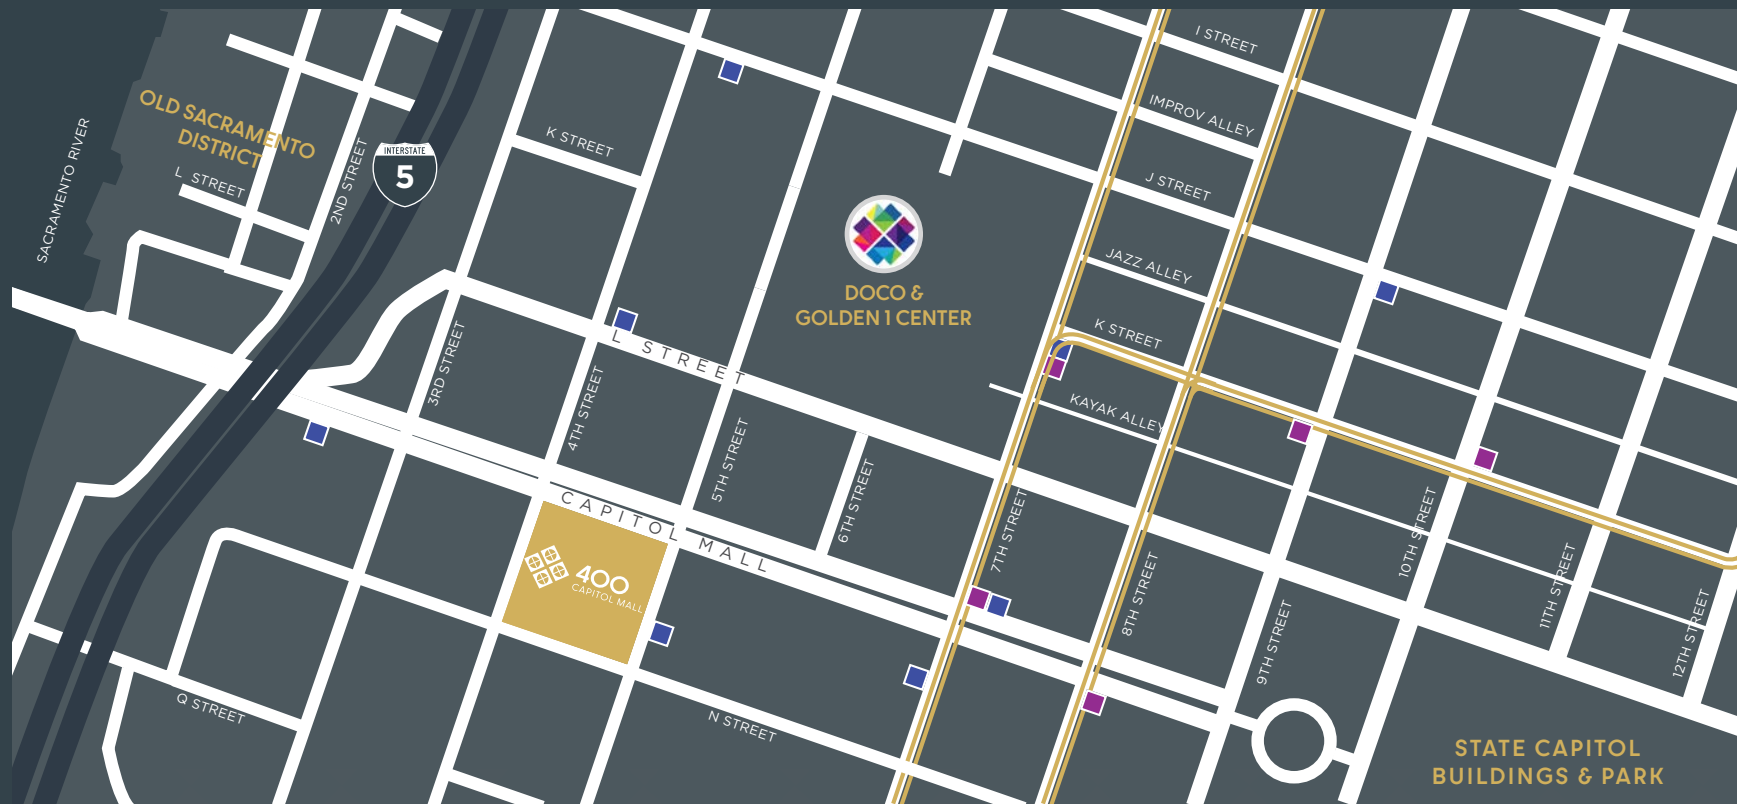 I STREET
IMPROV ALLEY
OLD SACRAMENTO
DISTRICT
SACRAMENTO RIVER
2ND STREET
INTERSTATE
5
K STREET
L STREET
J STREET
JAZZ ALLEY
DOCO &
GOLDEN 1 CENTER
K STREET
L STREET
3RD STREET
4TH STREET
5TH STREET
6TH STREET
KAYAK ALLEY
CAPITOL MALL
400
CAPITOL MALL
7TH STREET
8TH STREET
9TH STREET
10TH STREET
11TH STREET
12TH STREET
Q STREET
N STREET
STATE CAPITOL
BUILDINGS & PARK